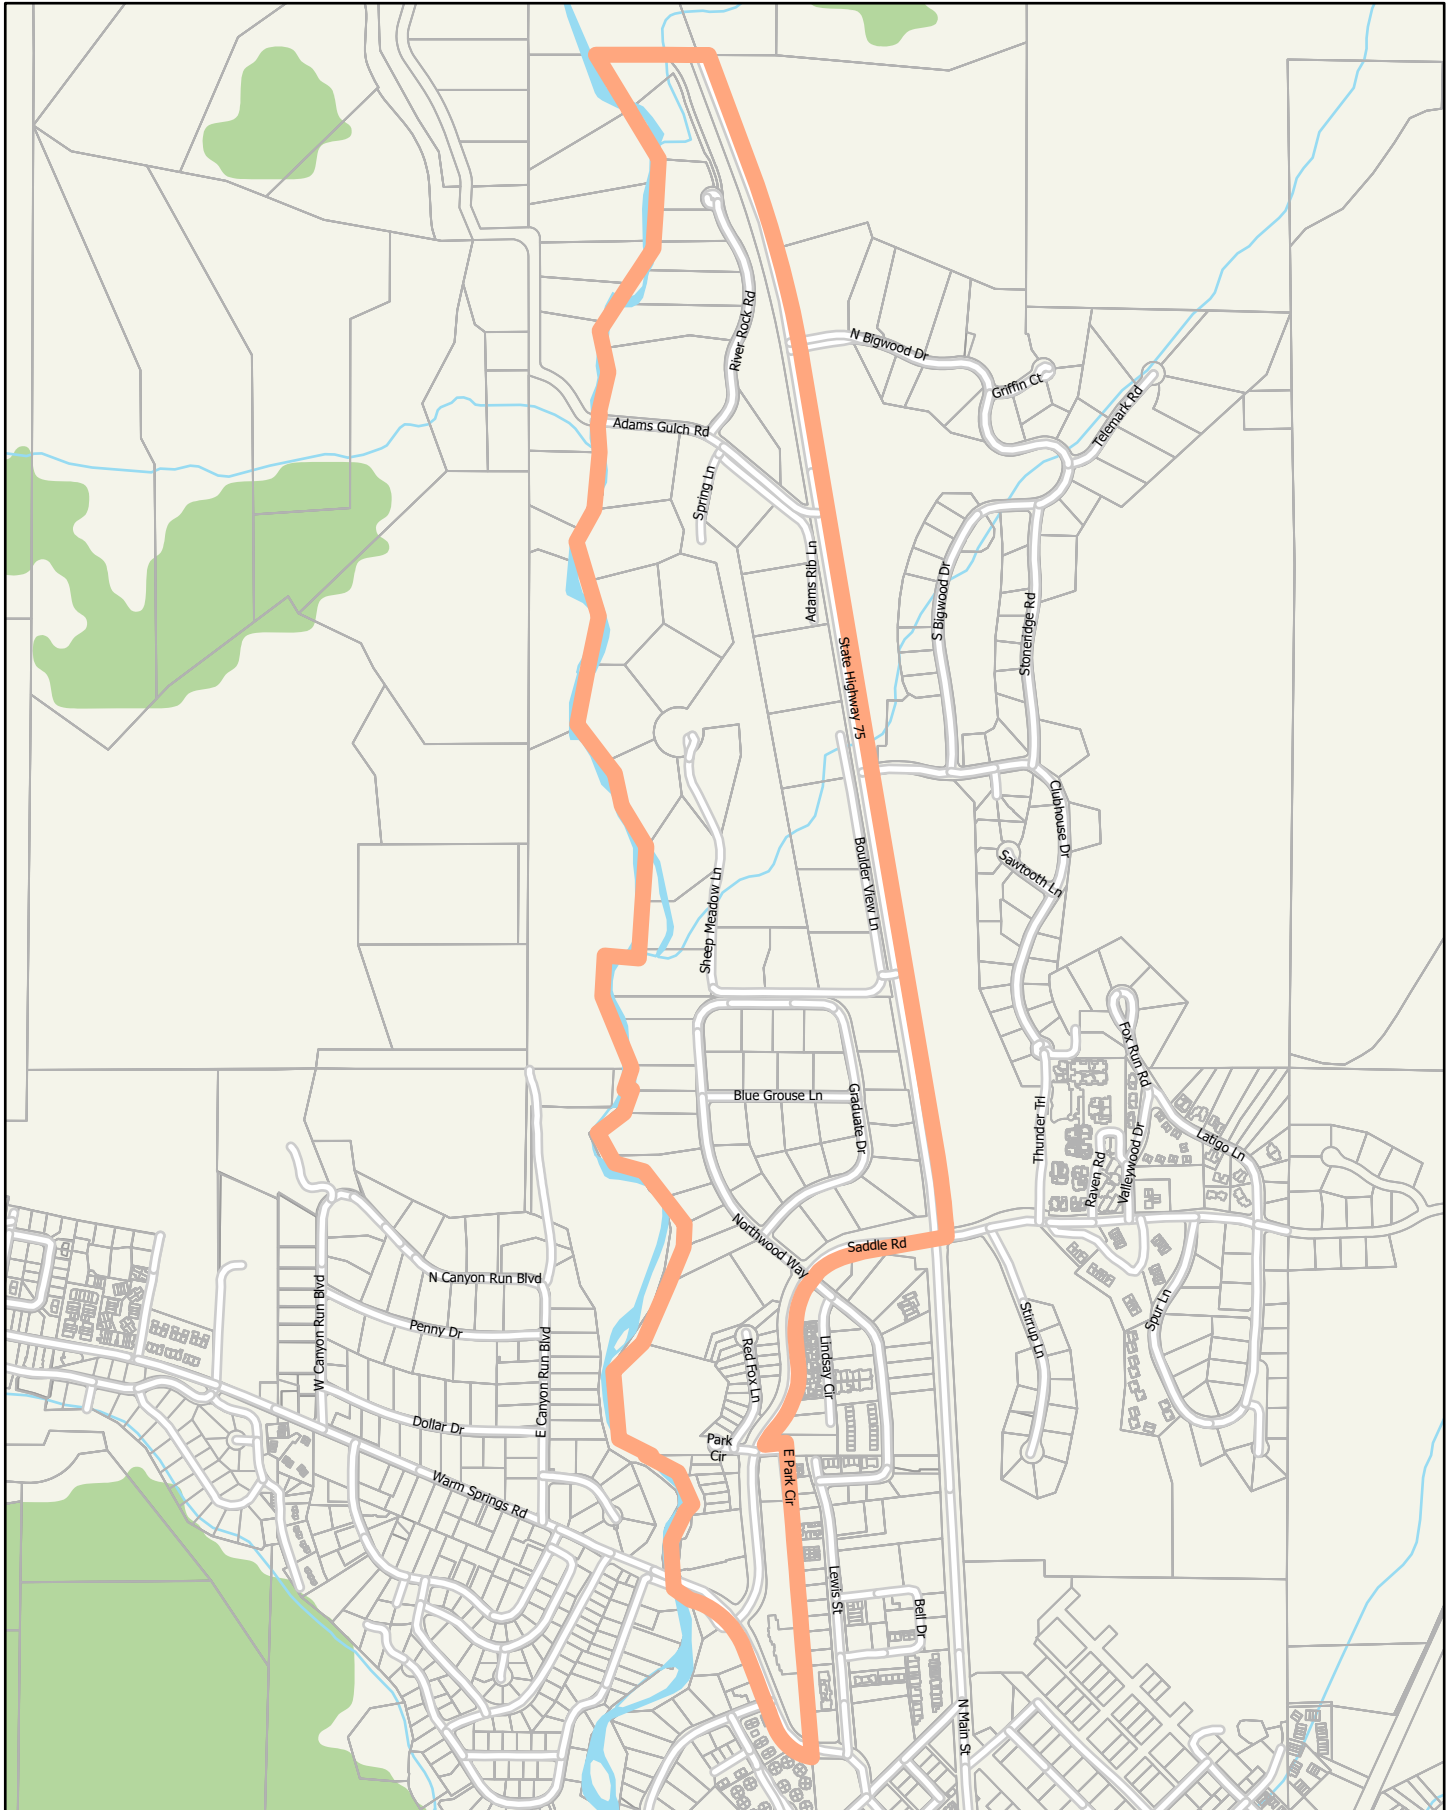 River Rock Rd
N Bigwood Dr
Griffin Ct
Telemark Rd
Adams Gulch Rd
Spring Ln
Adams Rib Ln
S Bigwood Dr
Stoneridge Rd
State Highway 75
Clubhouse Dr
Sawtooth Ln
Boulder View Ln
Sheep Meadow Ln
Fox Run Rd
Blue Grouse Ln
Graduate Dr
Thunder Trl
Raven Rd
Valleywood Dr
Latigo Ln
Northwood Way
Saddle Rd
N Canyon Run Blvd
W Canyon Run Blvd
Penny Dr
E Canyon Run Blvd
Dollar Dr
Red Fox Ln
Lindsay Cir
Stirrup Ln
Spur Ln
Park
Cir
E Park Cir
Warm Springs Rd
Lewis St
Bell Dr
N Main St